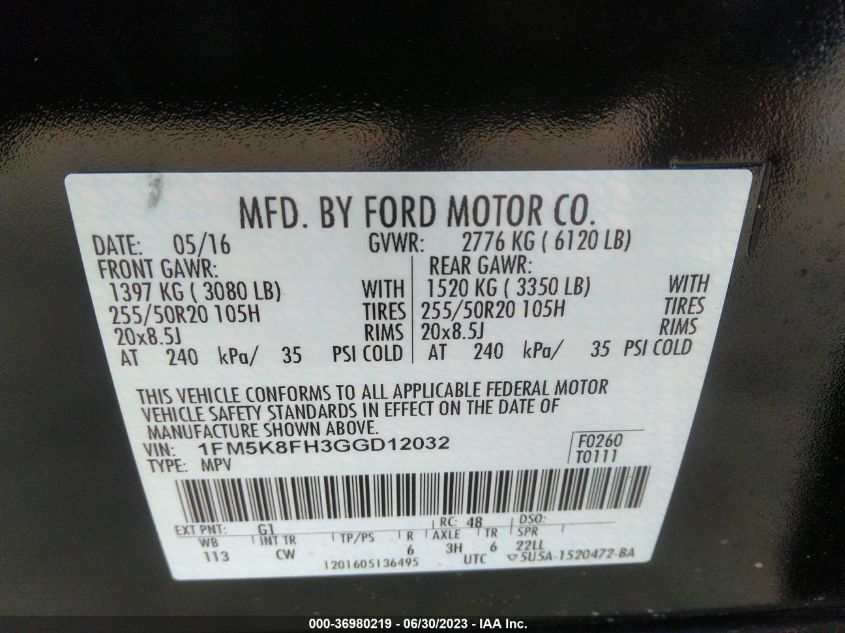 MFD. BY FORD MOTOR CO.
DATE: 05/16 GVWR: 2776 KG ( 6120 LB)
FRONT GAWR: REAR GAWR:
1397 KG ( 3080 LB) WITH 1520 KG ( 3350 LB) WITH
255/50R20 105H TIRES 255/50R20 105H TIRES
20x8.5J RIMS 20x8.5J RIMS
AT 240 kPa/ 35 PSI COLD AT 240 kPa/ 35 PSI COLD
THIS VEHICLE CONFORMS TO ALL APPLICABLE FEDERAL MOTOR
VEHICLE SAFETY STANDARDS IN EFFECT ON THE DATE OF
MANUFACTURE SHOWN ABOVE.
VIN: 1FM5K8FH3GGD12032 F0260
TYPE: MPV T0111
EXT PNT: G1 RC: 48 DSO:
WB INT TR TP/PS R AXLE TR SPR
113 CW 6 3H 6 22LL
1201605136495 UTC ▽5U5A-1520472-BA
000-36980219 - 06/30/2023 - IAA Inc.